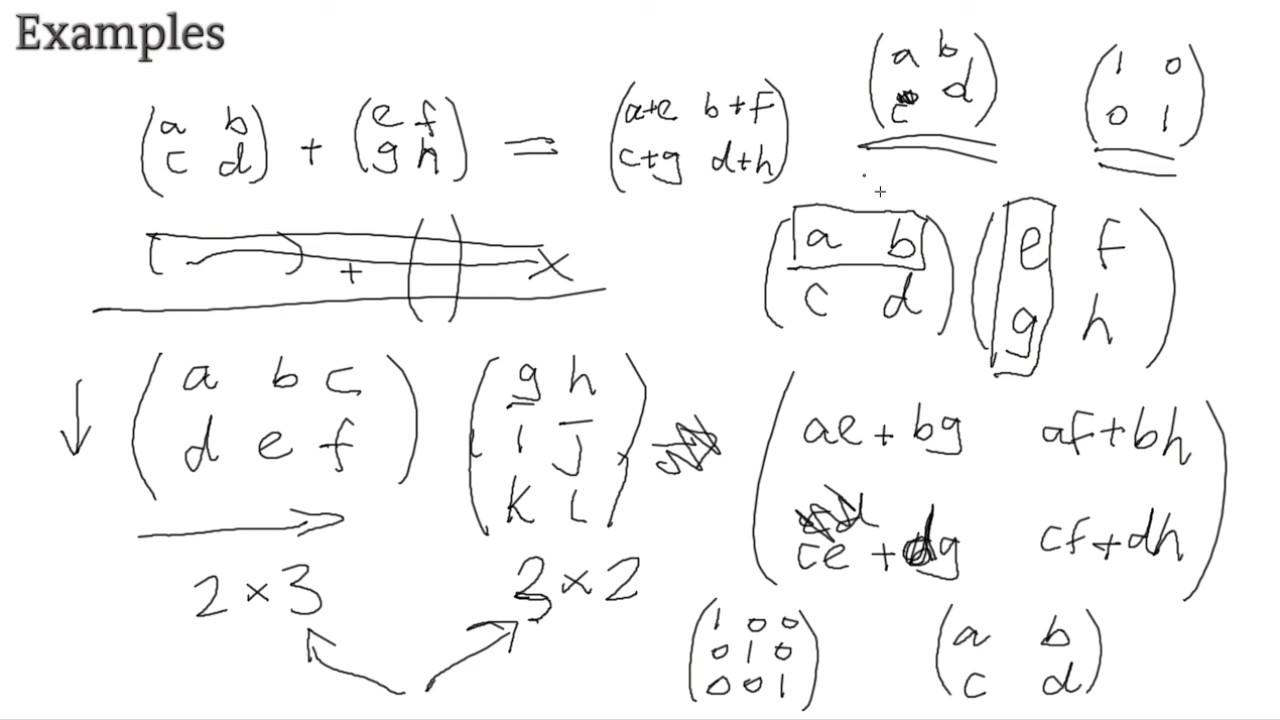 Examples
(a b) + (e f) = (a+e b+f)
(c d) (g h) (c+g d+h)
(a b) (1 0)
(c d) (0 1)
( ) + ( ) x
(a b) (e f)
(c d) (g h)
(a b c) (g h)
(d e f) (i j)
(k l)
2 × 3 3 × 2
(ae + bg af + bh)
(ce + dg cf + dh)
(1 0 0)
(0 1 0)
(0 0 1)
(a b)
(c d)